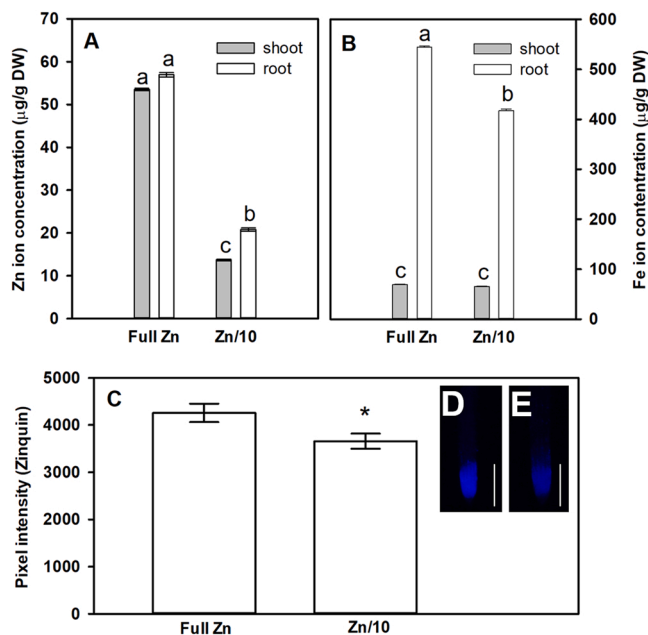 A
shoot
root
a a
c b
Zn ion concentration (µg/g DW)
70
60
50
40
30
20
10
0
Full Zn Zn/10
B
shoot
root
a
b
c c
Fe ion contentration (µg/g DW)
600
500
400
300
200
100
0
Full Zn Zn/10
C
*
Pixel intensity (Zinquin)
5000
4000
3000
2000
1000
0
Full Zn Zn/10
D E